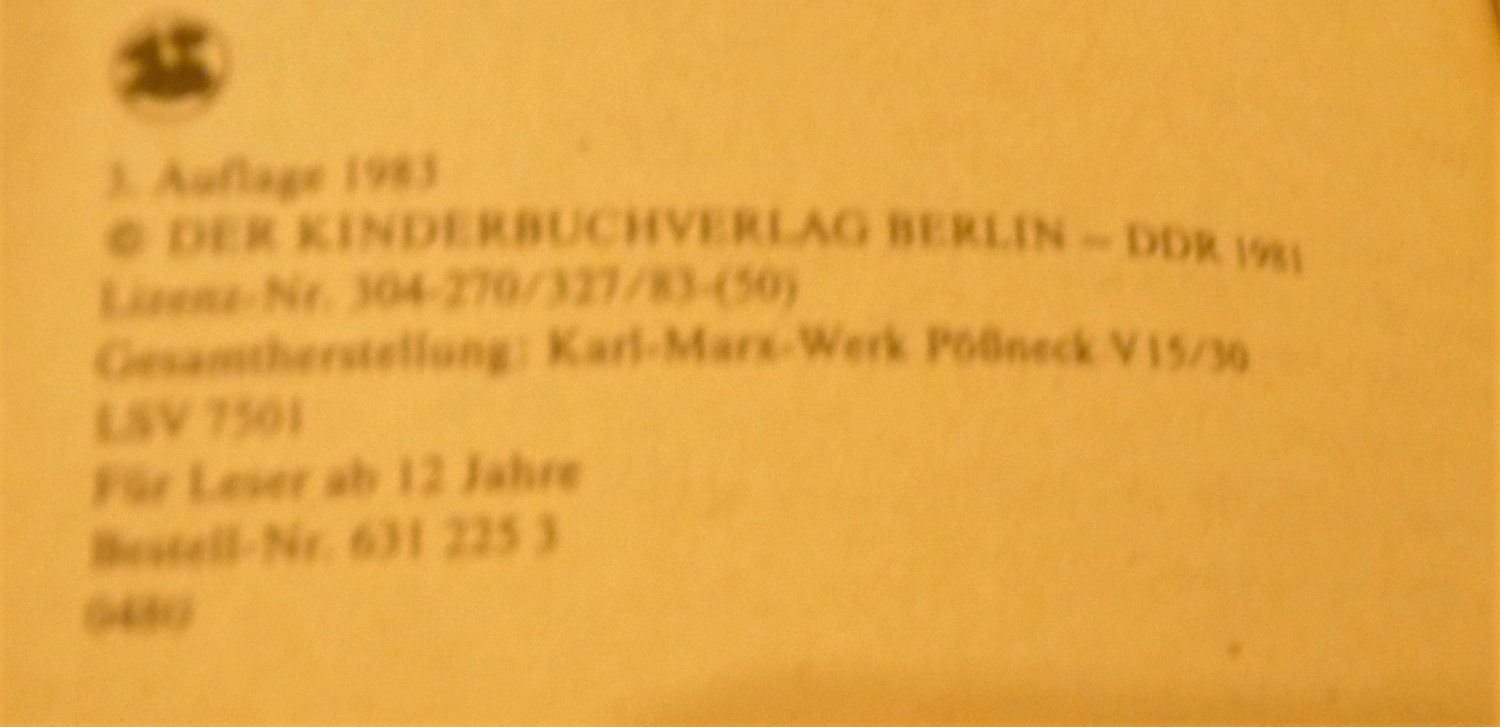 3. Auflage 1983
© DER KINDERBUCHVERLAG BERLIN – DDR 1981
Lizenz-Nr. 304-270/327/83-(50)
Gesamtherstellung: Karl-Marx-Werk Pößneck V15/30
LSV 7501
Für Leser ab 12 Jahre
Bestell-Nr. 631 225 3
0480